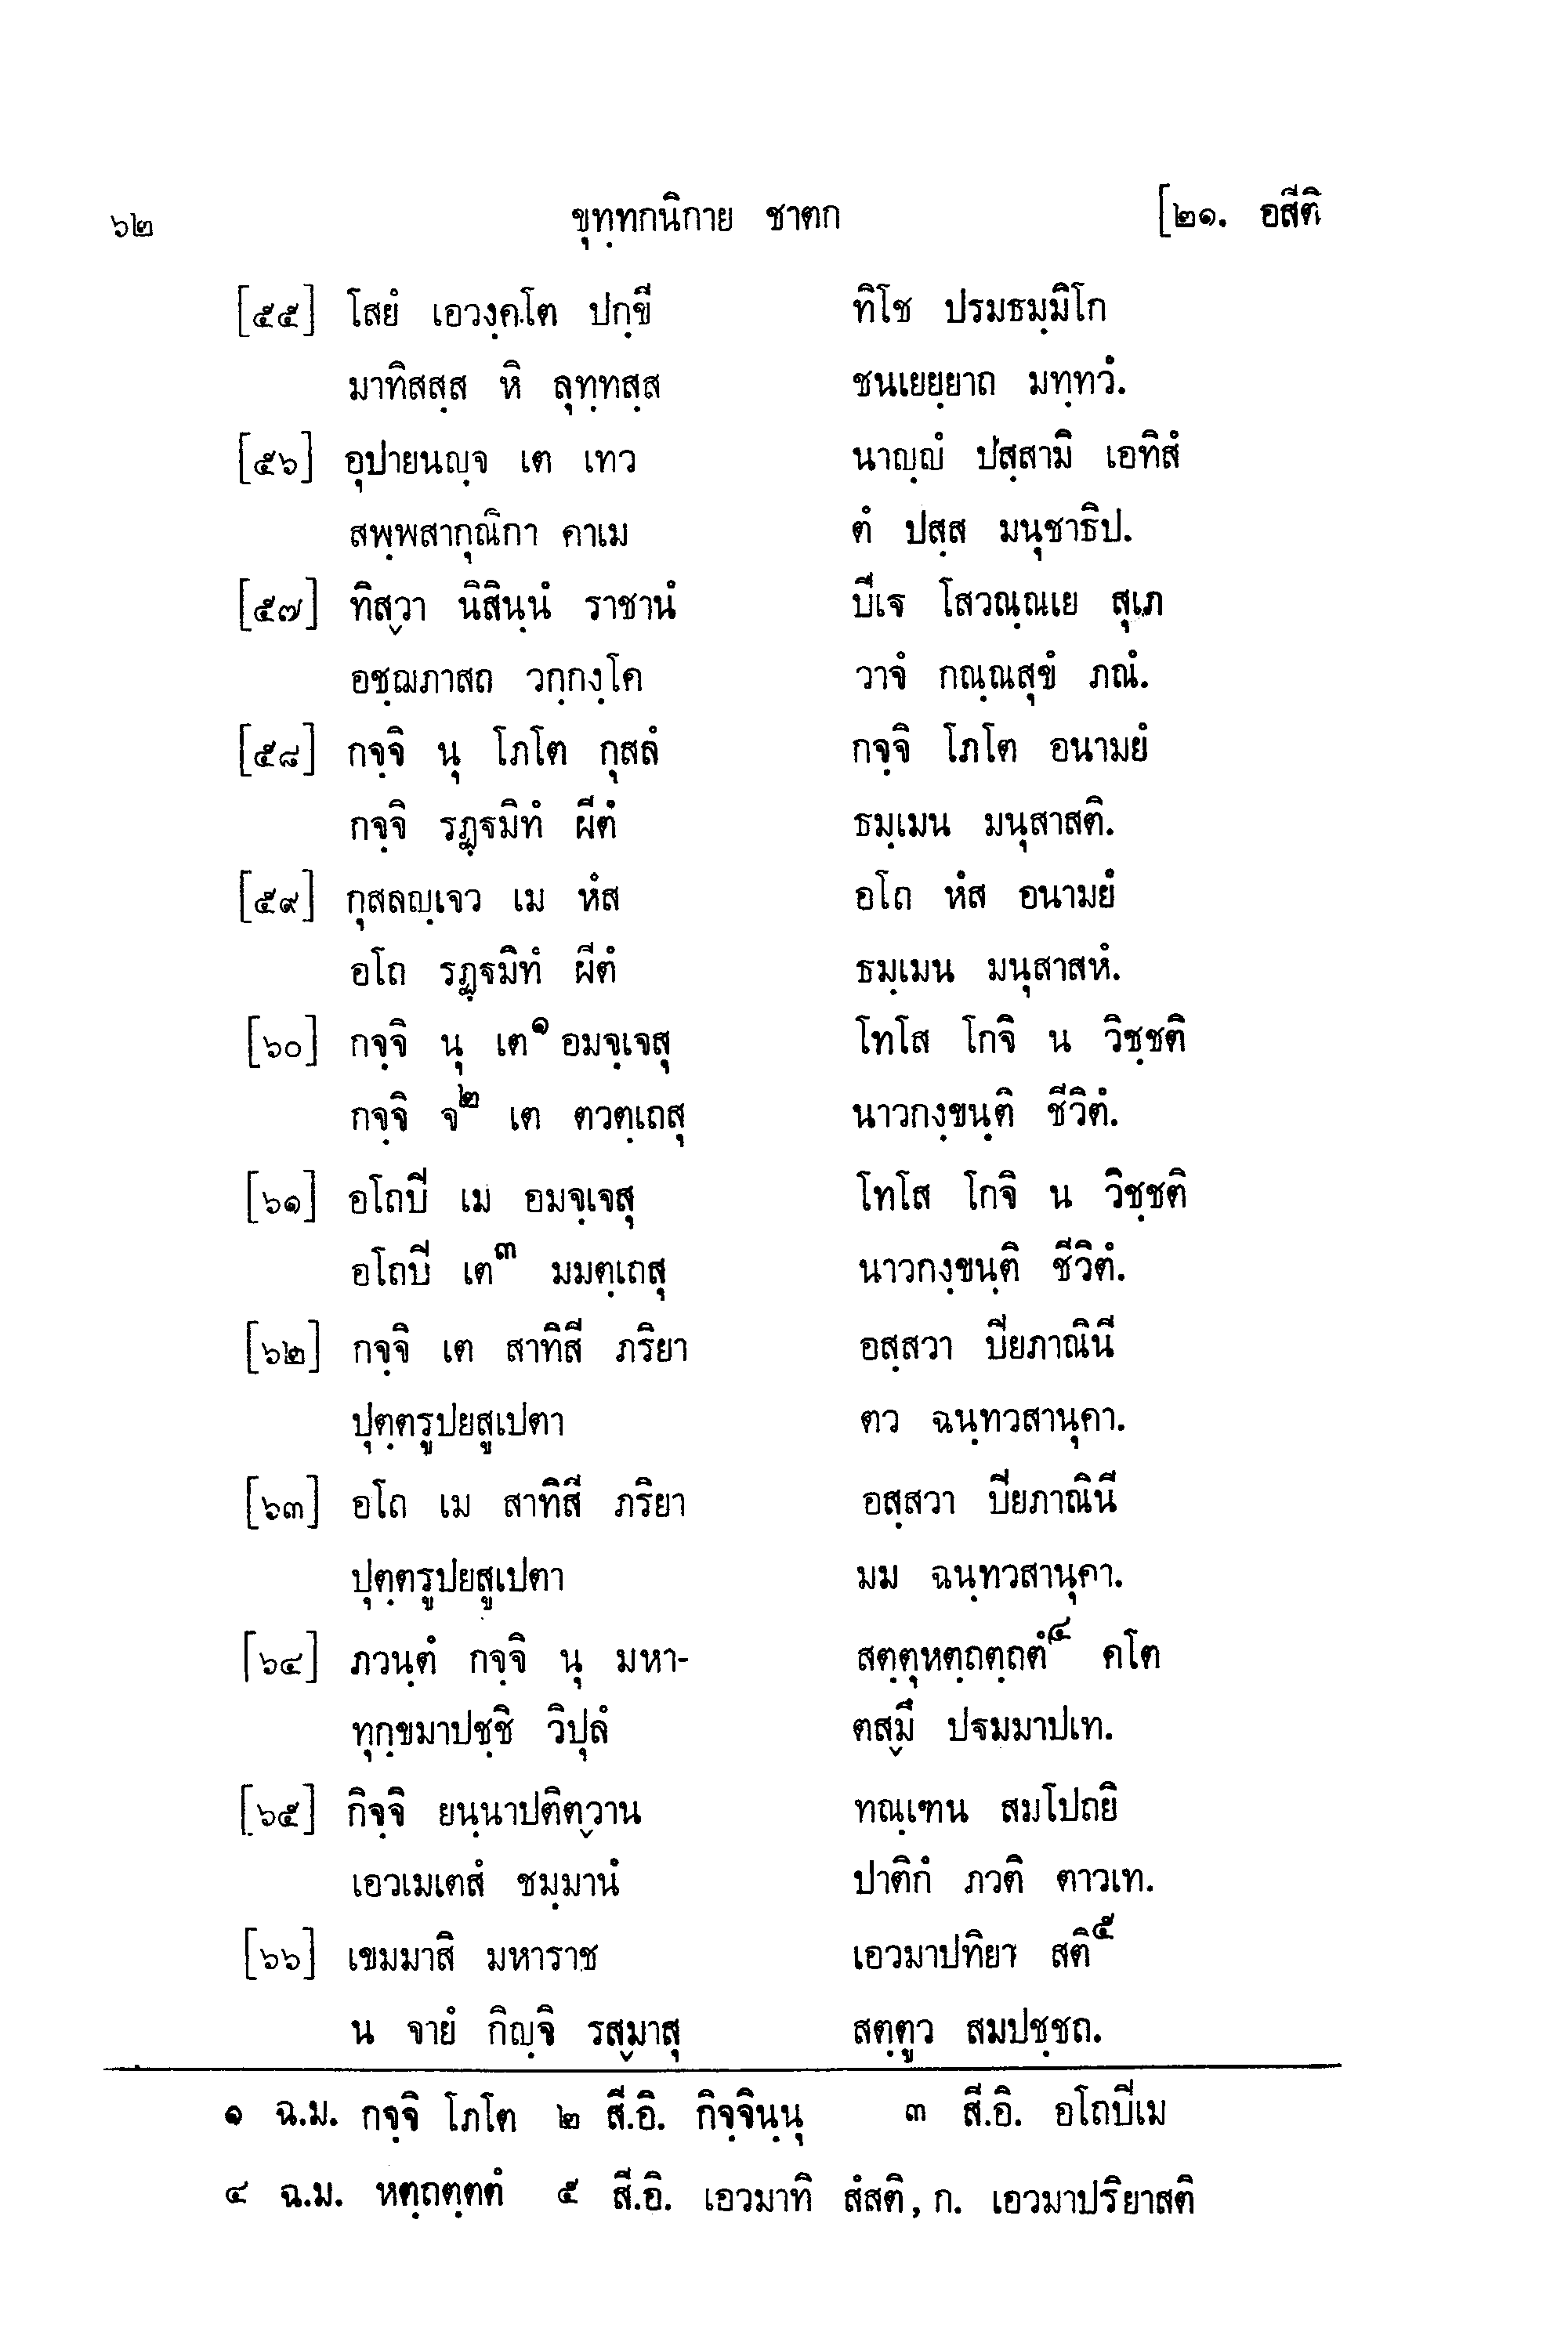 ๖๒ ขุทฺทกนิกาย ชาตก [๒๑. อสีติ
[๕๕] โสยํ เอวงฺคโต ปกฺขี ทิโช ปรมธมฺมิโก
มาทิสสฺส หิ ลุทฺทสฺส ชนเยยฺยาถ มทฺทวํ.
[๕๖] อุปายนญฺจ เต เทว นาญฺญํ ปสฺสามิ เอทิสํ
สพฺพสากุณิกา คาเม ตํ ปสฺส มนุชาธิป.
[๕๗] ทิสฺวา นิสินฺนํ ราชานํ ปีเฐ โสวณฺณเย สุเภ
อชฺฌภาสถ วกฺกงฺโค วาจํ กณฺณสุขํ ภณํ.
[๕๘] กจฺจิ นุ โภโต กุสลํ กจฺจิ โภโต อนามยํ
กจฺจิ รฏฺฐมิทํ ผีตํ ธมฺเมน มนุสาสติ.
[๕๙] กุสลญฺเจว เม หํส อโถ หํส อนามยํ
อโถ รฏฺฐมิทํ ผีตํ ธมฺเมน มนุสาสหํ.
[๖๐] กจฺจิ นุ เต๑ อมจฺเจสุ โทโส โกจิ น วิชฺชติ
กจฺจิ จ๒ เต ตวตฺเถสุ นาวกงฺขนฺติ ชีวิตํ.
[๖๑] อโถปี เม อมจฺเจสุ โทโส โกจิ น วิชฺชติ
อโถปี เต๓ มมตฺเถสุ นาวกงฺขนฺติ ชีวิตํ.
[๖๒] กจฺจิ เต สาทิสี ภริยา อสฺสวา ปียภาณินี
ปุตฺตรูปยสูเปตา ตว ฉนฺทวสานุคา.
[๖๓] อโถ เม สาทิสี ภริยา อสฺสวา ปียภาณินี
ปุตฺตรูปยสูเปตา มม ฉนฺทวสานุคา.
[๖๔] ภวนฺตํ กจฺจิ นุ มหา- สตฺตุหตฺถตฺถตํ๔ คโต
ทุกฺขมาปชฺชิ วิปุลํ ตสฺมึ ปฐมมาปเท.
[๖๕] กิจฺจิ ยนฺนาปติตฺวาน ทณฺเฑน สมโปถยิ
เอวเมเตสํ ชมฺมานํ ปาติกํ ภวติ ตาวเท.
[๖๖] เขมมาสิ มหาราช เอวมาปทิยา สติ๕
น จายํ กิญฺจิ รสฺมาสุ สตฺตูว สมปชฺชถ.
๑ ฉ.ม. กจฺจิ โภโต ๒ สี.อิ. กิจฺจินฺนุ ๓ สี.อิ. อโถปีเม
๔ ฉ.ม. หตฺถตฺตตํ ๕ สี.อิ. เอวมาทิ สํสติ, ก. เอวมาปริยาสติ